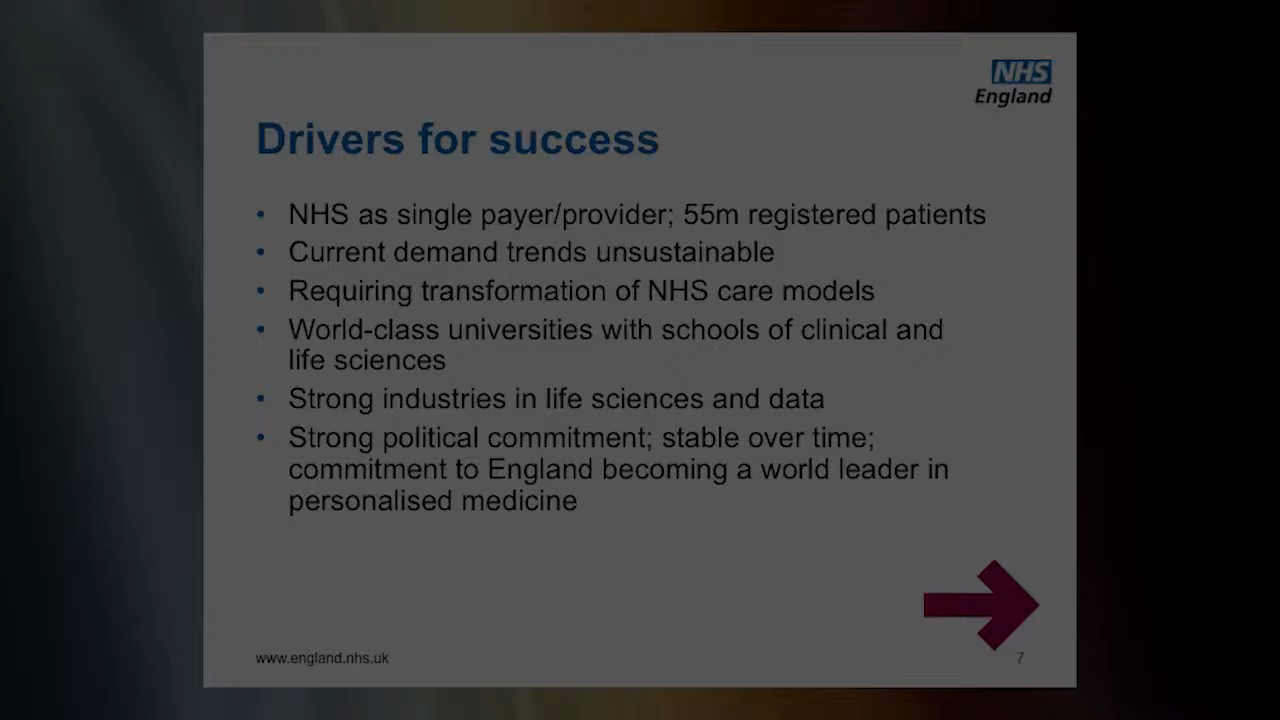 NHS
England
Drivers for success
• NHS as single payer/provider; 55m registered patients
• Current demand trends unsustainable
• Requiring transformation of NHS care models
• World-class universities with schools of clinical and
life sciences
• Strong industries in life sciences and data
• Strong political commitment; stable over time;
commitment to England becoming a world leader in
personalised medicine
www.england.nhs.uk
7